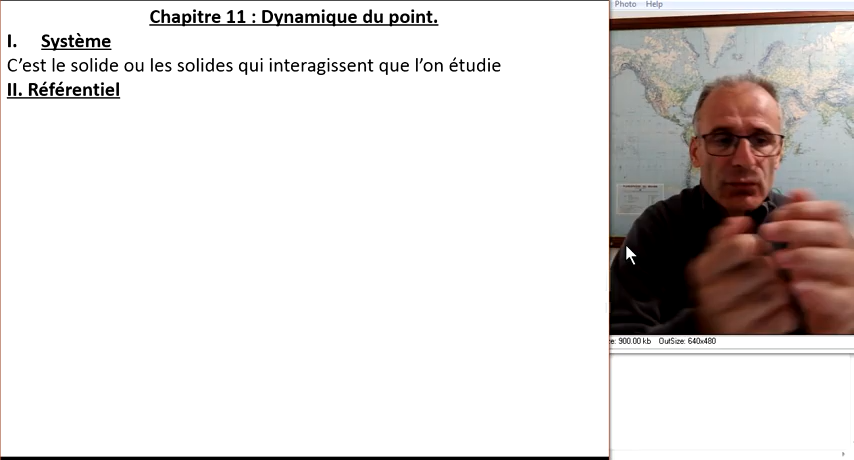 Chapitre 11 : Dynamique du point.
I. Système
C’est le solide ou les solides qui interagissent que l’on étudie
II. Référentiel
Photo Help
ze: 900.00 kb OutSize: 640x480